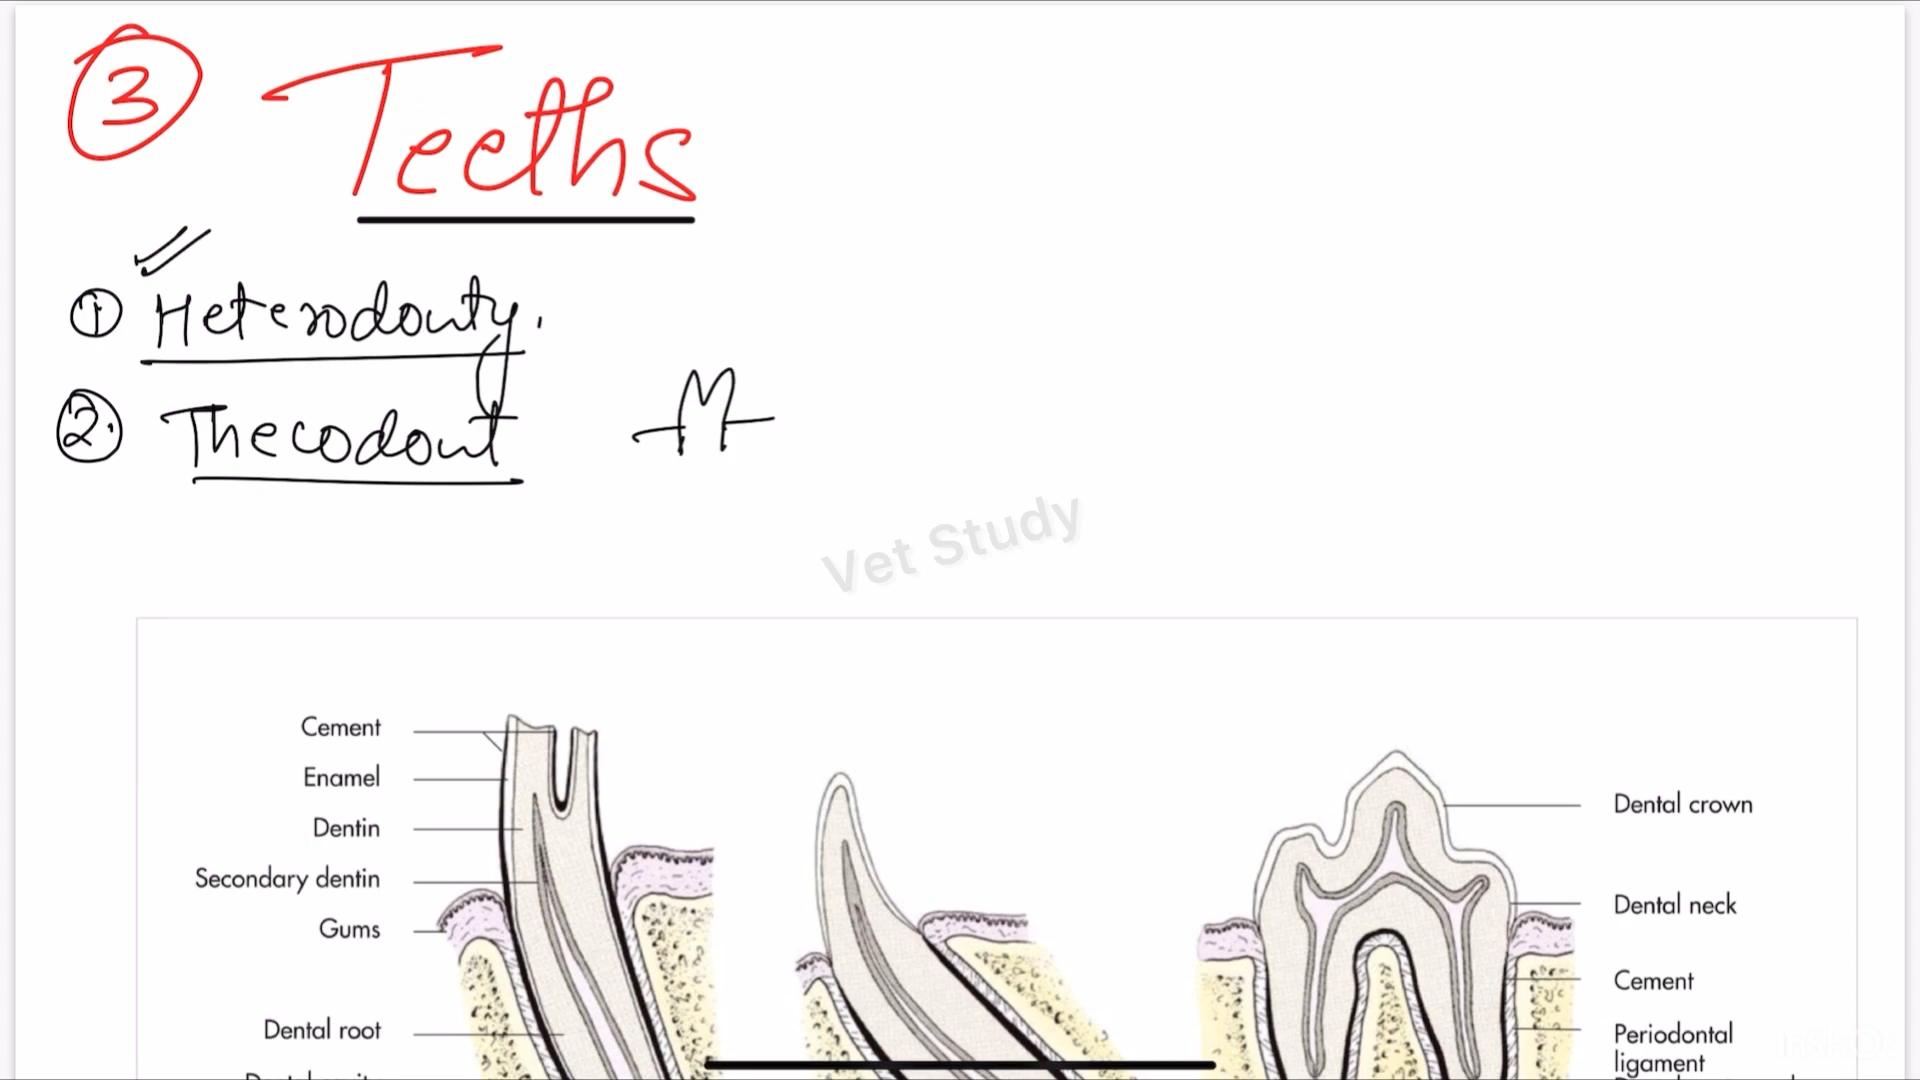 3 Teeths
1 Heterodonty.
2. Thecodont
Vet Study
Cement
Enamel
Dentin
Secondary dentin
Gums
Dental root
Dental crown
Dental neck
Cement
Periodontal
ligament